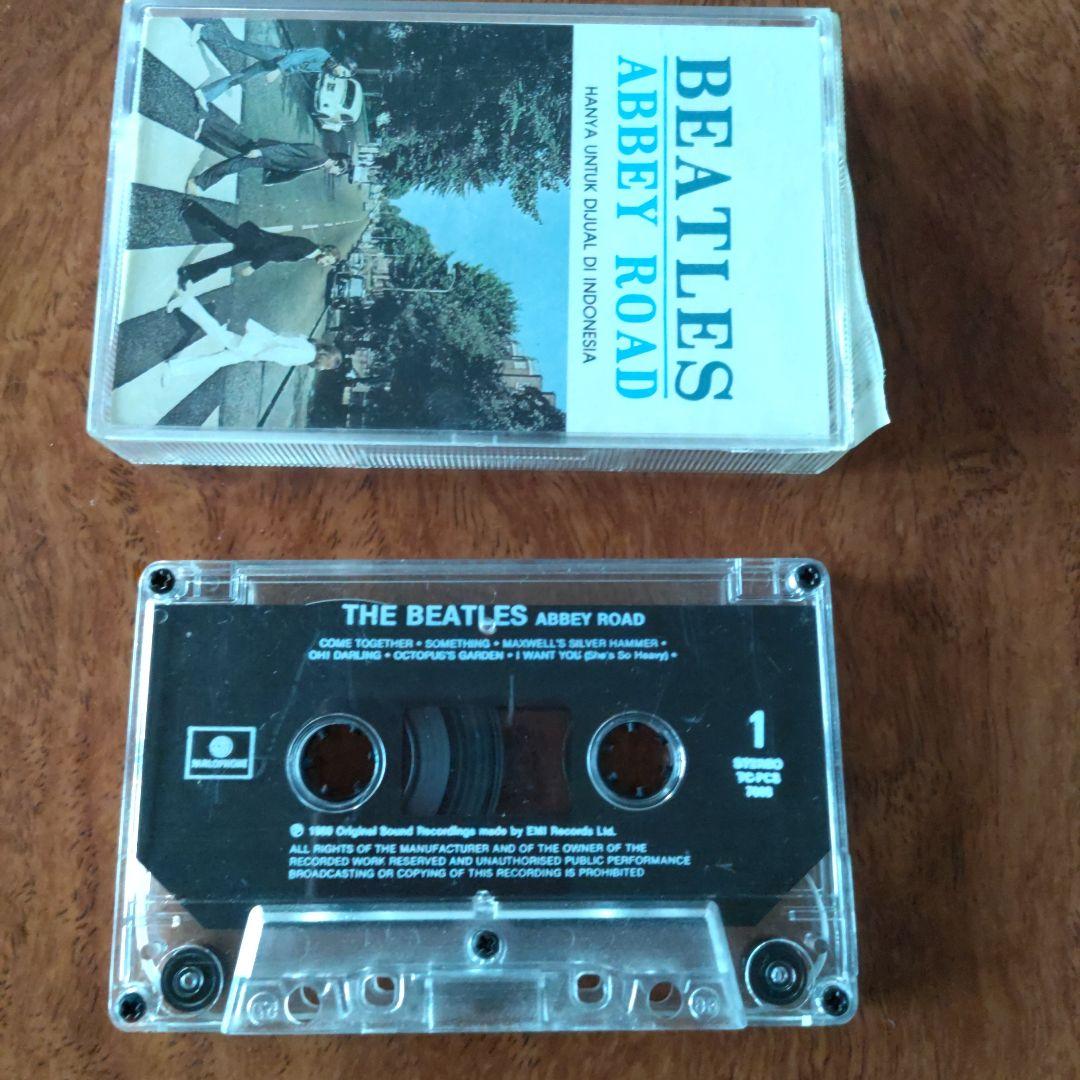 BEATLES
ABBEY ROAD
HANYA UNTUK DIJUAL DI INDONESIA
THE BEATLES ABBEY ROAD
COME TOGETHER • SOMETHING • MAXWELL'S SILVER HAMMER •
OH! DARLING • OCTOPUS'S GARDEN • I WANT YOU (She's So Heavy) •
PARLOPHONE
1
STEREO
TC-PCS
℗ 1969 Original Sound Recordings made by EMI Records Ltd.
ALL RIGHTS OF THE MANUFACTURER AND OF THE OWNER OF THE
RECORDED WORK RESERVED AND UNAUTHORISED PUBLIC PERFORMANCE
BROADCASTING OR COPYING OF THIS RECORDING IS PROHIBITED